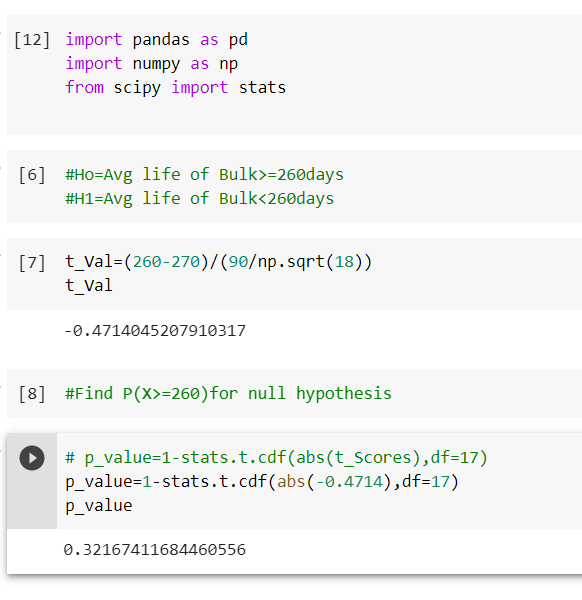 [12] import pandas as pd
import numpy as np
from scipy import stats
[6] #Ho=Avg life of Bulk>=260days
#H1=Avg life of Bulk<260days
[7] t_Val=(260-270)/(90/np.sqrt(18))
t_Val
-0.4714045207910317
[8] #Find P(X>=260)for null hypothesis
# p_value=1-stats.t.cdf(abs(t_Scores),df=17)
p_value=1-stats.t.cdf(abs(-0.4714),df=17)
p_value
0.32167411684460556